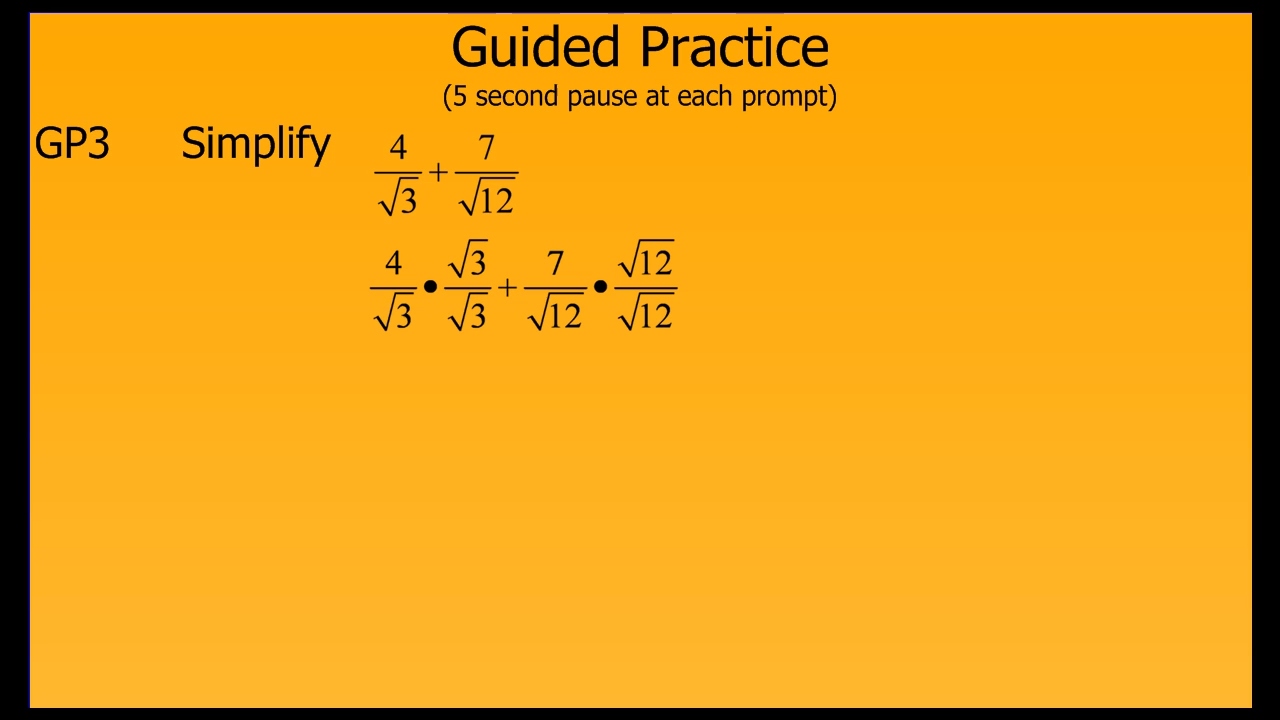 Guided Practice
(5 second pause at each prompt)
GP3 Simplify 4/√3 + 7/√12
4/√3 • √3/√3 + 7/√12 • √12/√12